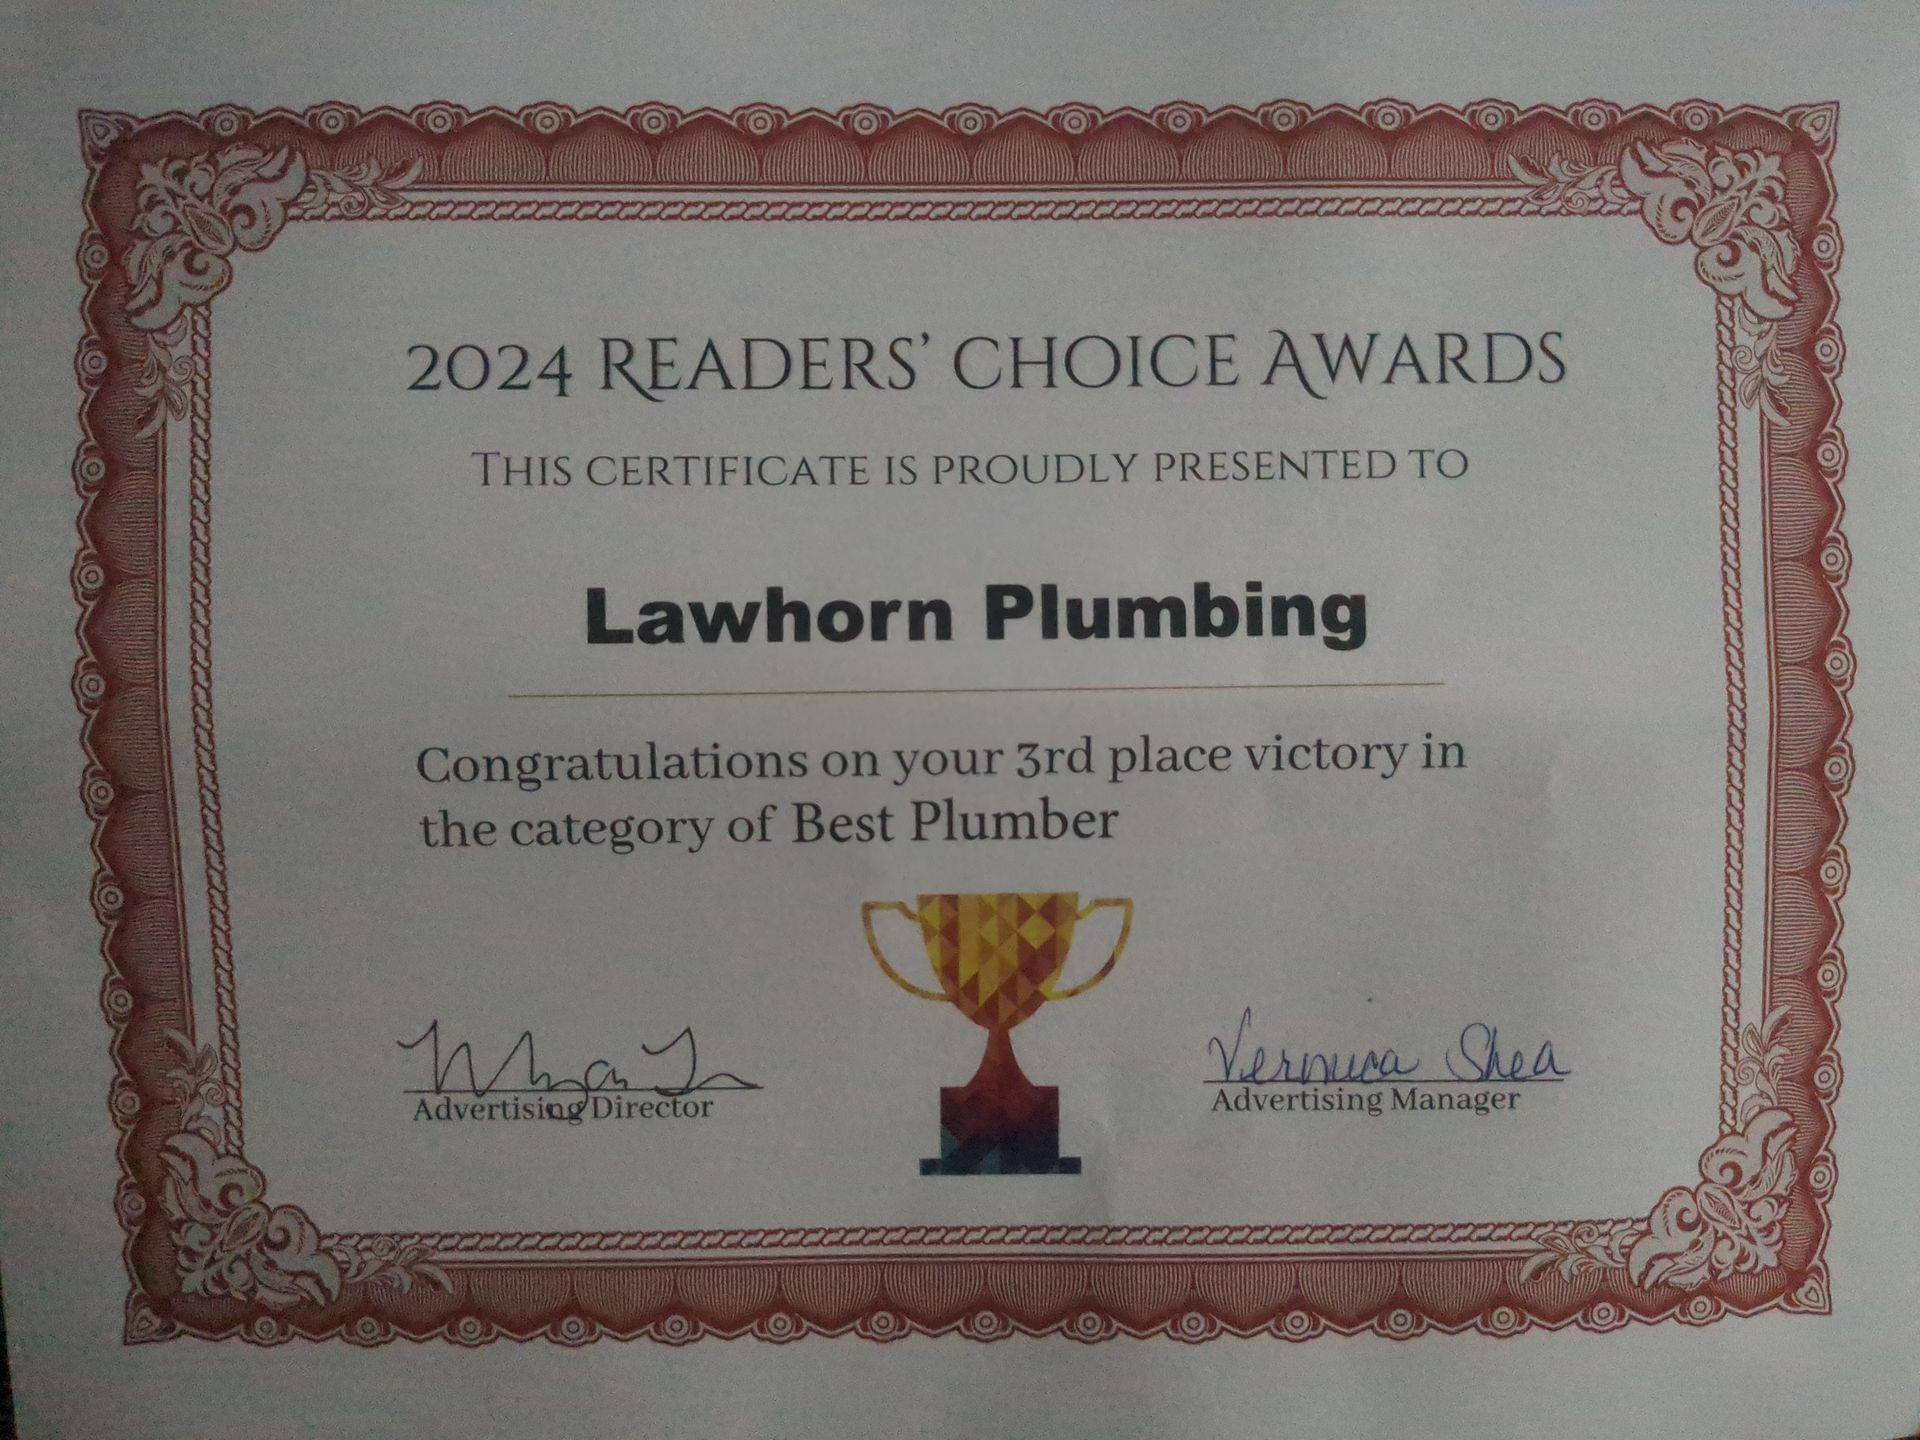 2024 Readers' Choice Awards
This certificate is proudly presented to
Lawhorn Plumbing
Congratulations on your 3rd place victory in
the category of Best Plumber
Veronica Shea
Advertising Director
Advertising Manager